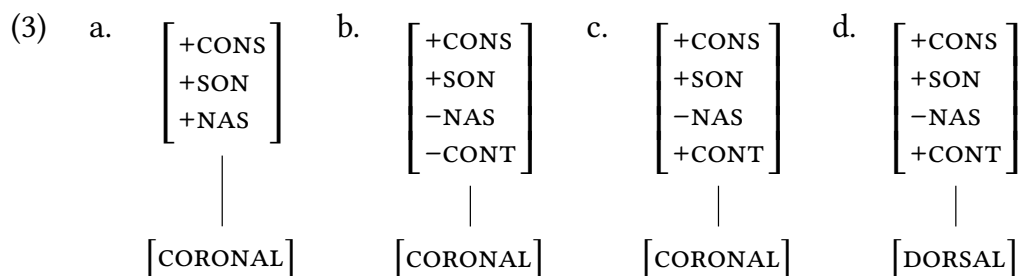 (3) a. b. c. d.
+CONS +CONS +CONS +CONS
+SON +SON +SON +SON
+NAS −NAS −NAS −NAS
−CONT +CONT +CONT
[CORONAL] [CORONAL] [CORONAL] [DORSAL]